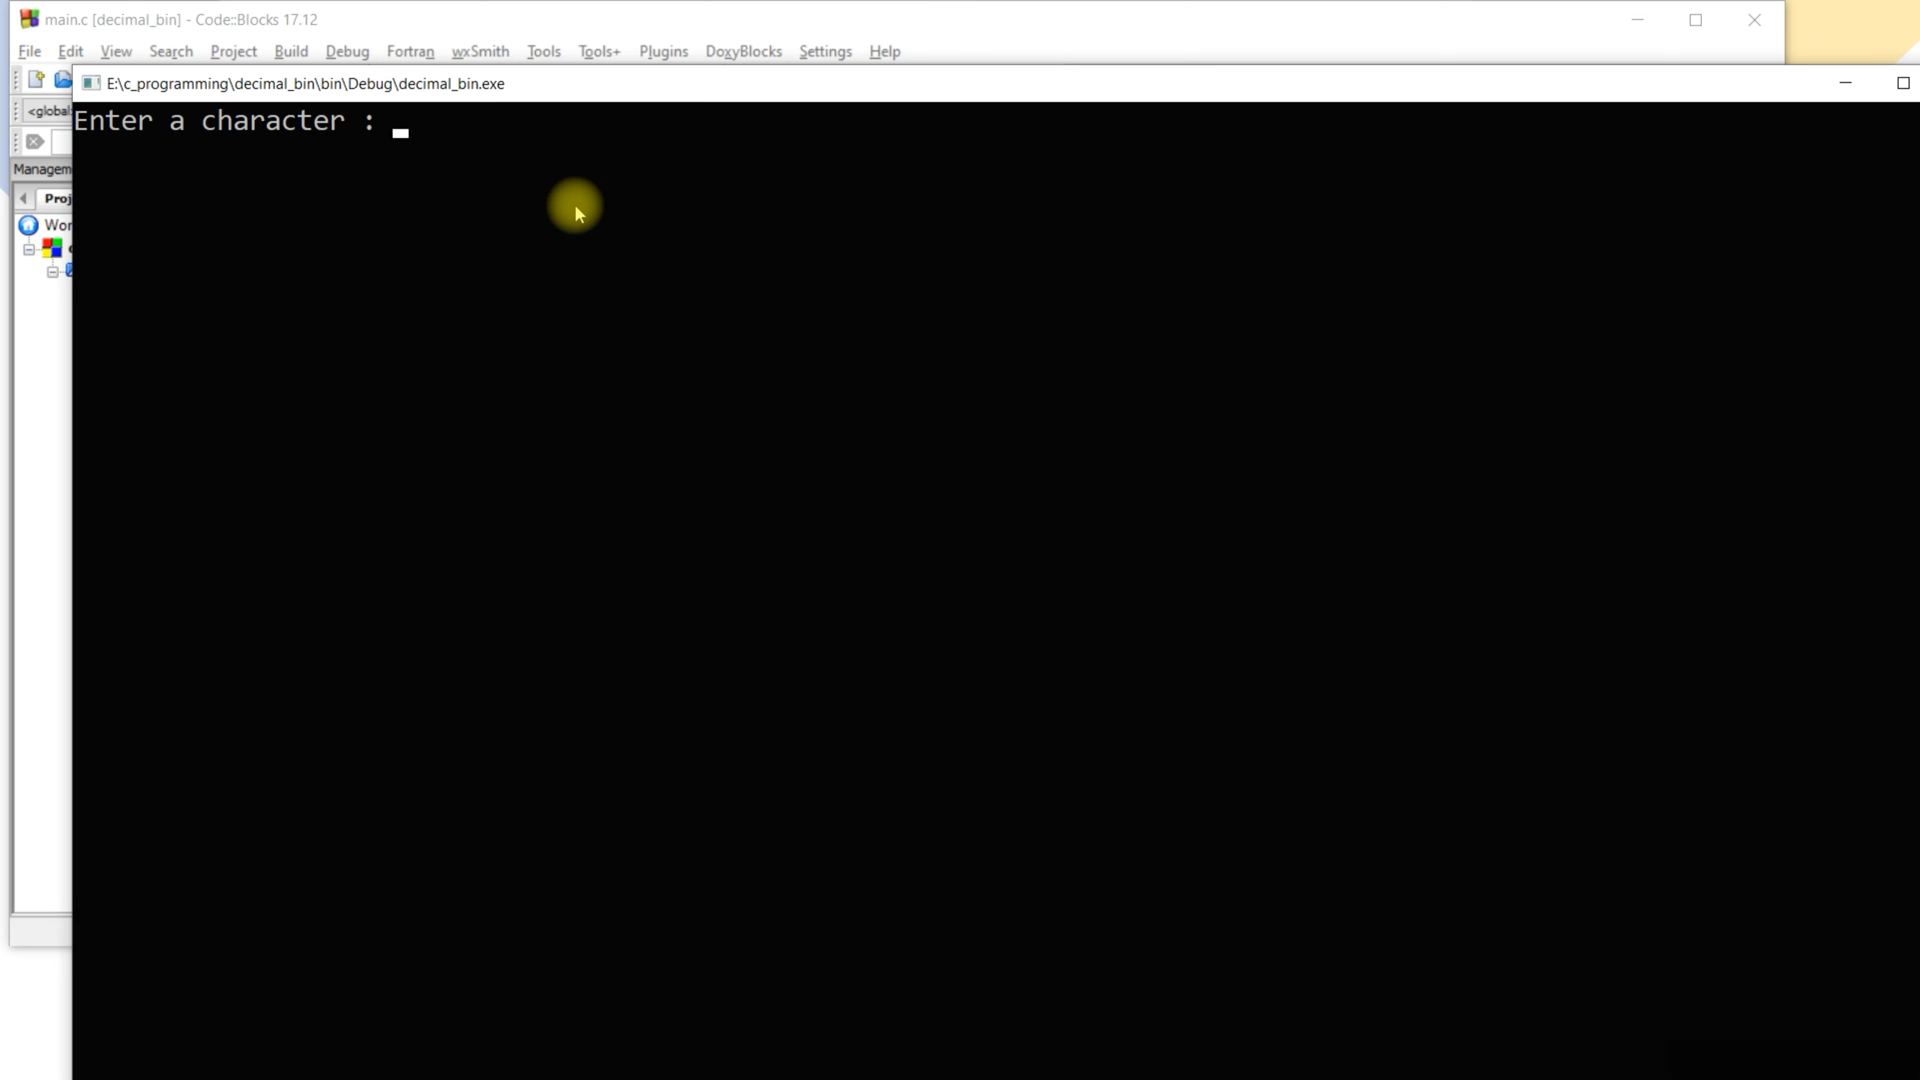 main.c [decimal_bin] - Code::Blocks 17.12
File Edit View Search Project Build Debug Fortran wxSmith Tools Tools+ Plugins DoxyBlocks Settings Help
E:\c_programming\decimal_bin\bin\Debug\decimal_bin.exe
<global
Enter a character :
Managem
Proj
Wor